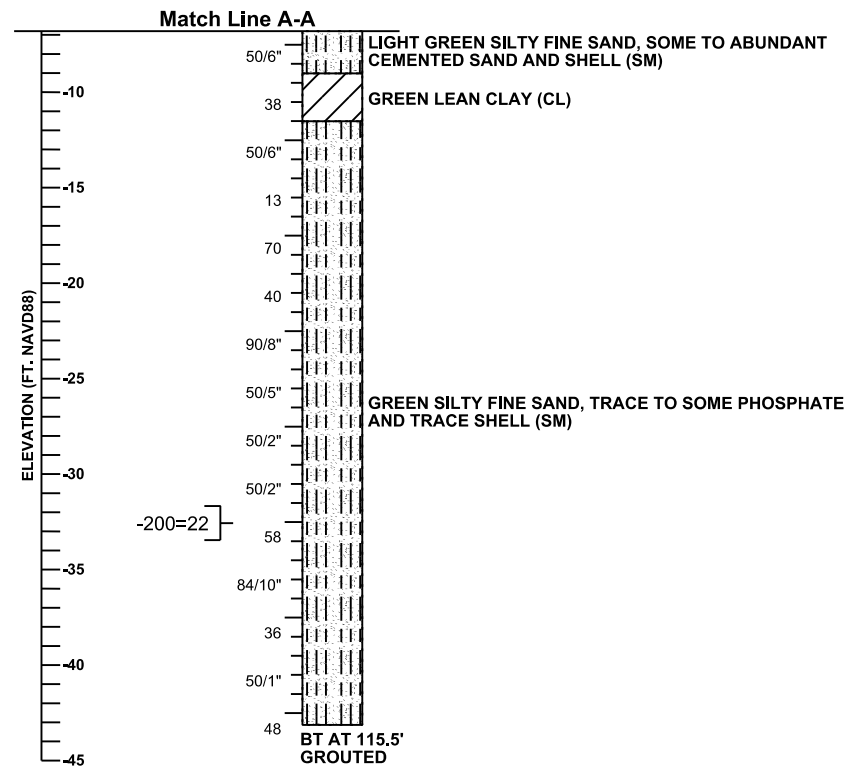 Match Line A-A
50/6"
LIGHT GREEN SILTY FINE SAND, SOME TO ABUNDANT
CEMENTED SAND AND SHELL (SM)
-10
38
GREEN LEAN CLAY (CL)
50/6"
-15
13
70
-20
40
90/8"
-25
50/5"
GREEN SILTY FINE SAND, TRACE TO SOME PHOSPHATE
AND TRACE SHELL (SM)
50/2"
ELEVATION (FT. NAVD88)
-30
50/2"
-200=22
58
-35
84/10"
36
-40
50/1"
48
BT AT 115.5'
GROUTED
-45